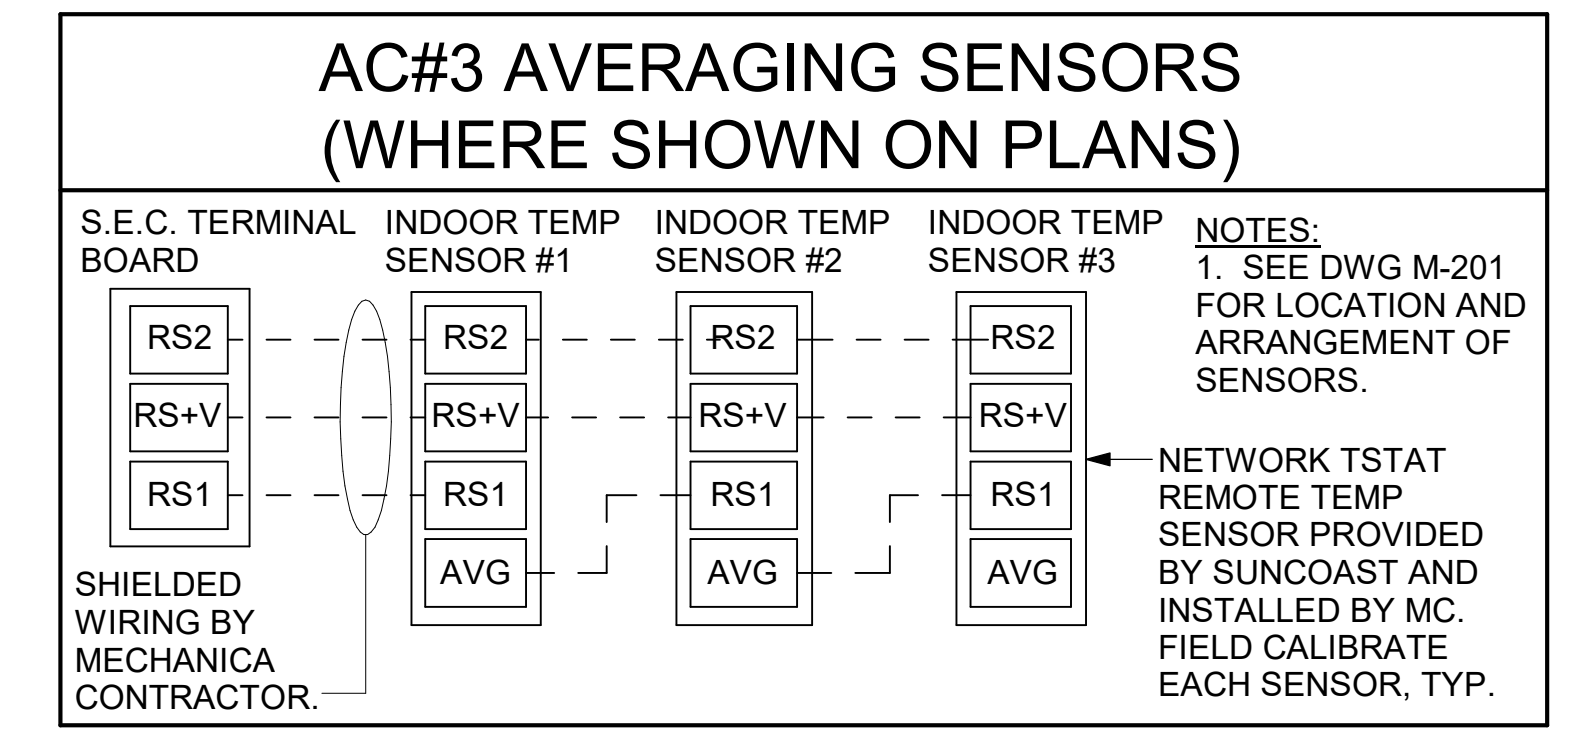 AC#3 AVERAGING SENSORS
(WHERE SHOWN ON PLANS)
S.E.C. TERMINAL
BOARD
INDOOR TEMP
SENSOR #1
INDOOR TEMP
SENSOR #2
INDOOR TEMP
SENSOR #3
RS2
RS+V
RS1
RS2
RS+V
RS1
AVG
RS2
RS+V
RS1
AVG
RS2
RS+V
RS1
AVG
SHIELDED
WIRING BY
MECHANICA
CONTRACTOR.
NOTES:
1. SEE DWG M-201
FOR LOCATION AND
ARRANGEMENT OF
SENSORS.
NETWORK TSTAT
REMOTE TEMP
SENSOR PROVIDED
BY SUNCOAST AND
INSTALLED BY MC.
FIELD CALIBRATE
EACH SENSOR, TYP.